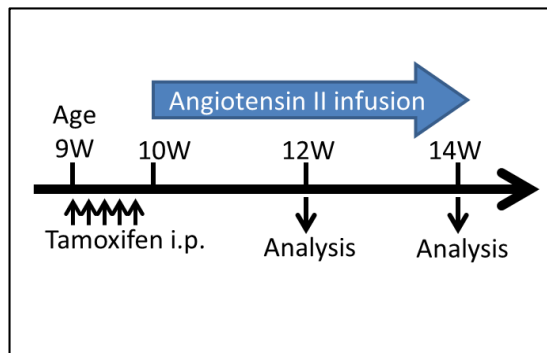 Angiotensin II infusion
Age
9W 10W 12W 14W
Tamoxifen i.p. Analysis Analysis